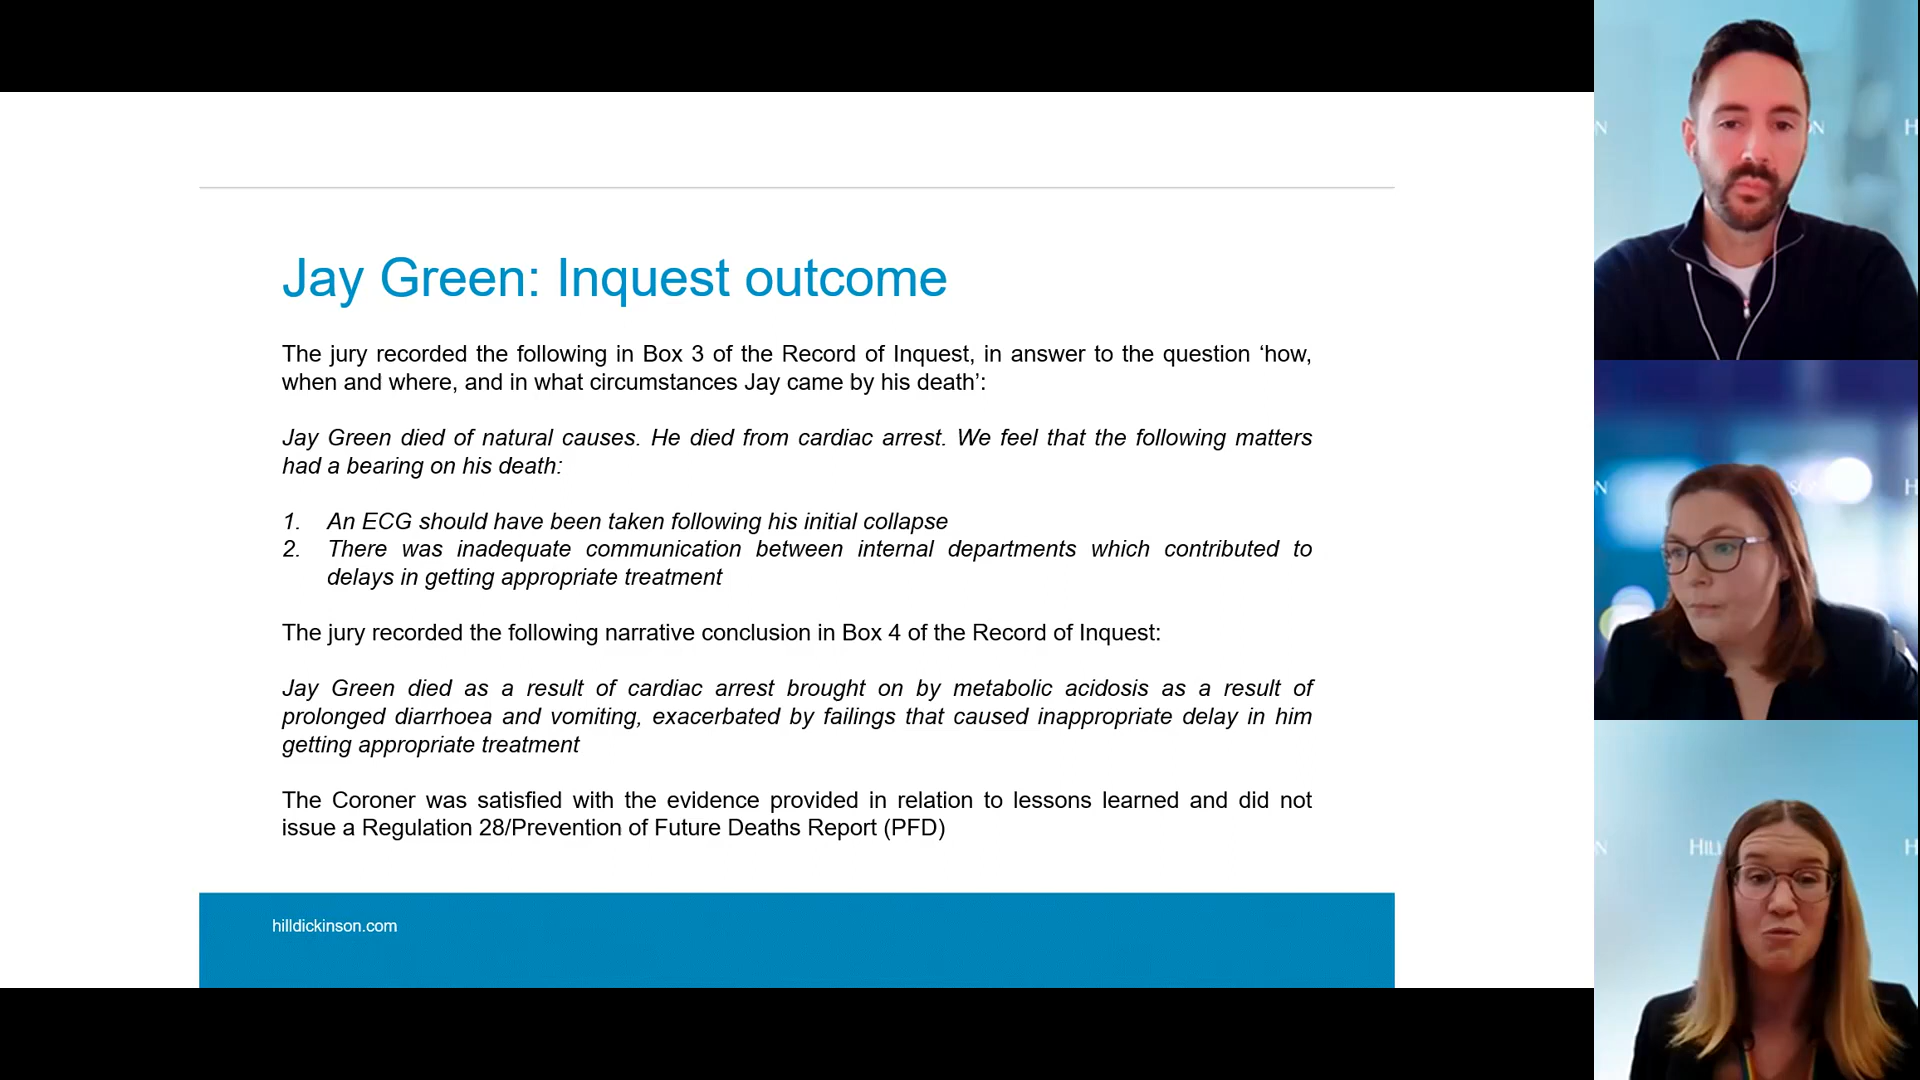 Jay Green: Inquest outcome
The jury recorded the following in Box 3 of the Record of Inquest, in answer to the question ‘how,
when and where, and in what circumstances Jay came by his death’:
Jay Green died of natural causes. He died from cardiac arrest. We feel that the following matters
had a bearing on his death:
1. An ECG should have been taken following his initial collapse
2. There was inadequate communication between internal departments which contributed to
delays in getting appropriate treatment
The jury recorded the following narrative conclusion in Box 4 of the Record of Inquest:
Jay Green died as a result of cardiac arrest brought on by metabolic acidosis as a result of
prolonged diarrhoea and vomiting, exacerbated by failings that caused inappropriate delay in him
getting appropriate treatment
The Coroner was satisfied with the evidence provided in relation to lessons learned and did not
issue a Regulation 28/Prevention of Future Deaths Report (PFD)
hilldickinson.com